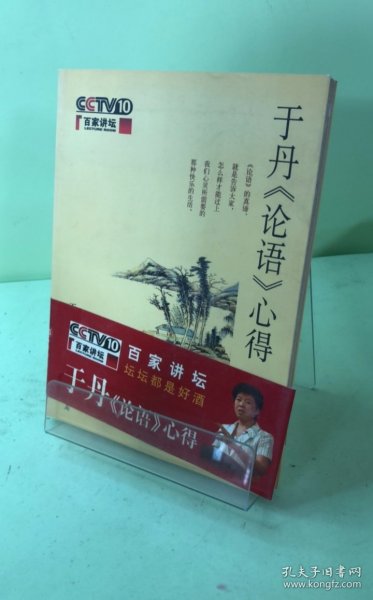 CCTV10
百家讲坛
LECTURE ROOM
于丹《论语》心得
《论语》的真谛,
就是告诉大家,
怎么样才能过上
我们心灵所需要的
那种快乐的生活。
CCTV10
百家讲坛
百家讲坛
坛坛都是好酒
于丹《论语》心得
孔夫子旧书网
www.kongfz.com